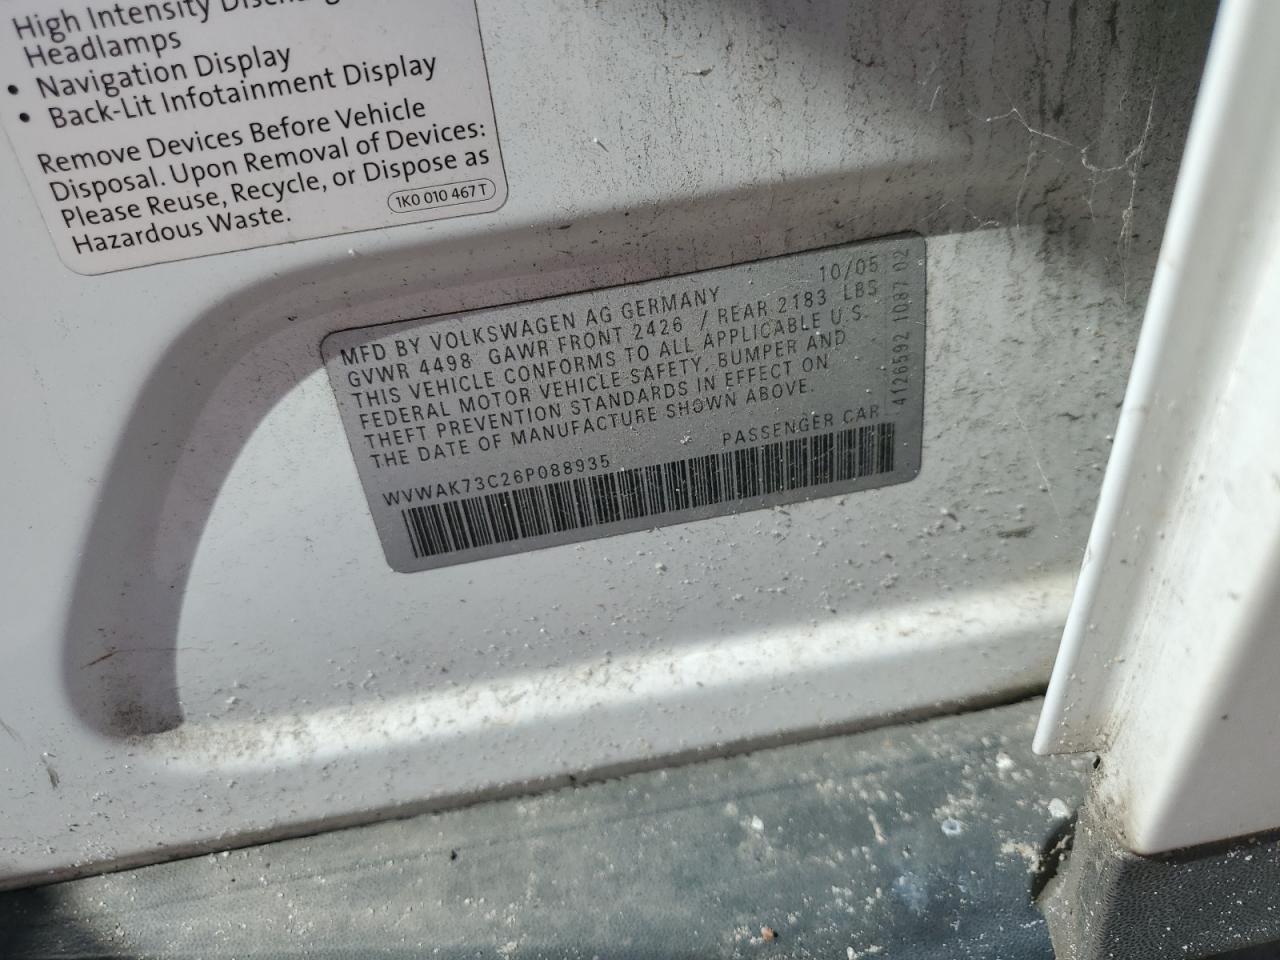 High Intensity Discharge
Headlamps
• Navigation Display
• Back-Lit Infotainment Display
Remove Devices Before Vehicle
Disposal. Upon Removal of Devices:
Please Reuse, Recycle, or Dispose as
Hazardous Waste.
1K0 010 467 T
MFD BY VOLKSWAGEN AG GERMANY 10/05
GVWR 4498 GAWR FRONT 2426 / REAR 2183 LBS
THIS VEHICLE CONFORMS TO ALL APPLICABLE U.S.
FEDERAL MOTOR VEHICLE SAFETY, BUMPER AND
THEFT PREVENTION STANDARDS IN EFFECT ON
THE DATE OF MANUFACTURE SHOWN ABOVE.
WVWAK73C26P088935 PASSENGER CAR
4126592 1087 02